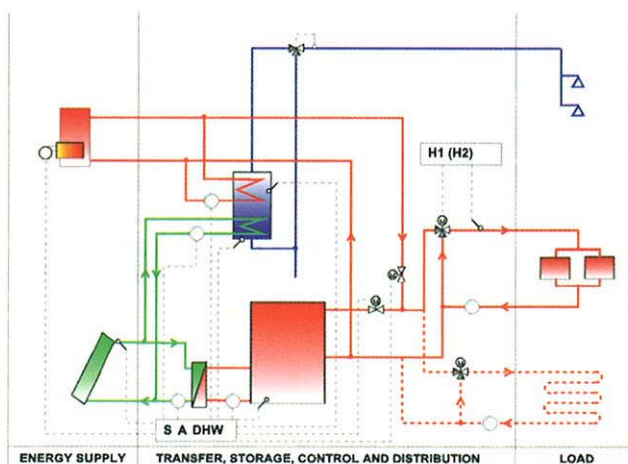 H1 (H2)
S A DHW
ENERGY SUPPLY
TRANSFER, STORAGE, CONTROL AND DISTRIBUTION
LOAD